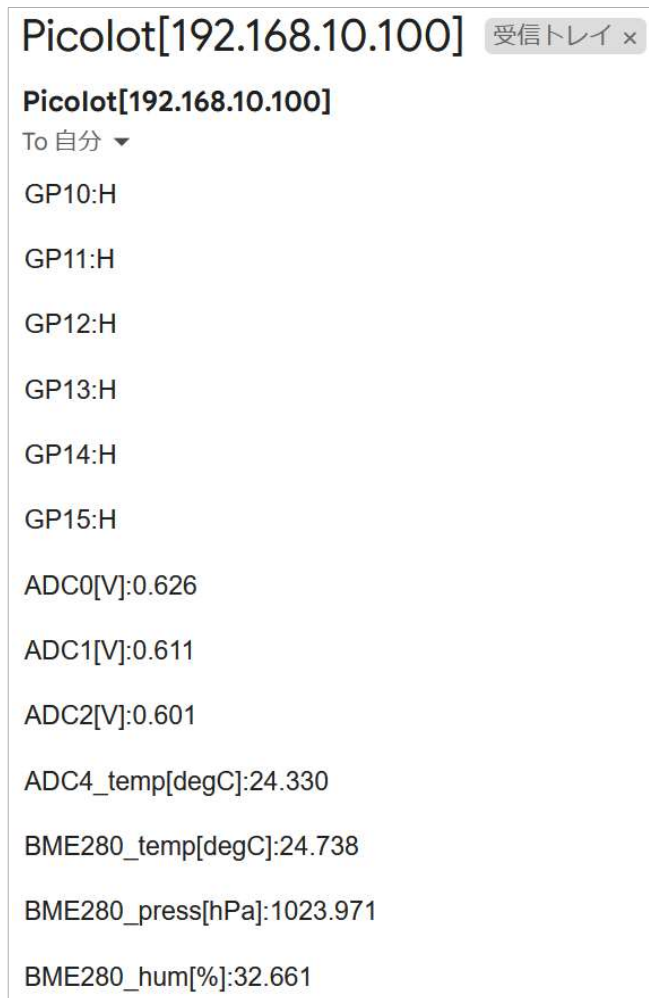 PicoIot[192.168.10.100] 受信トレイ ×
PicoIot[192.168.10.100]
To 自分
GP10:H
GP11:H
GP12:H
GP13:H
GP14:H
GP15:H
ADC0[V]:0.626
ADC1[V]:0.611
ADC2[V]:0.601
ADC4_temp[degC]:24.330
BME280_temp[degC]:24.738
BME280_press[hPa]:1023.971
BME280_hum[%]:32.661